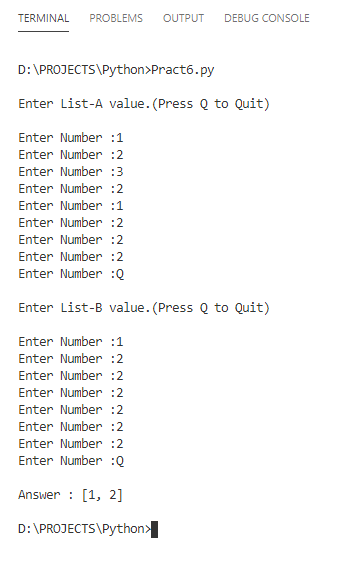 TERMINAL PROBLEMS OUTPUT DEBUG CONSOLE
D:\PROJECTS\Python>Pract6.py
Enter List-A value.(Press Q to Quit)
Enter Number :1
Enter Number :2
Enter Number :3
Enter Number :2
Enter Number :1
Enter Number :2
Enter Number :2
Enter Number :2
Enter Number :Q
Enter List-B value.(Press Q to Quit)
Enter Number :1
Enter Number :2
Enter Number :2
Enter Number :2
Enter Number :2
Enter Number :2
Enter Number :2
Enter Number :Q
Answer : [1, 2]
D:\PROJECTS\Python>